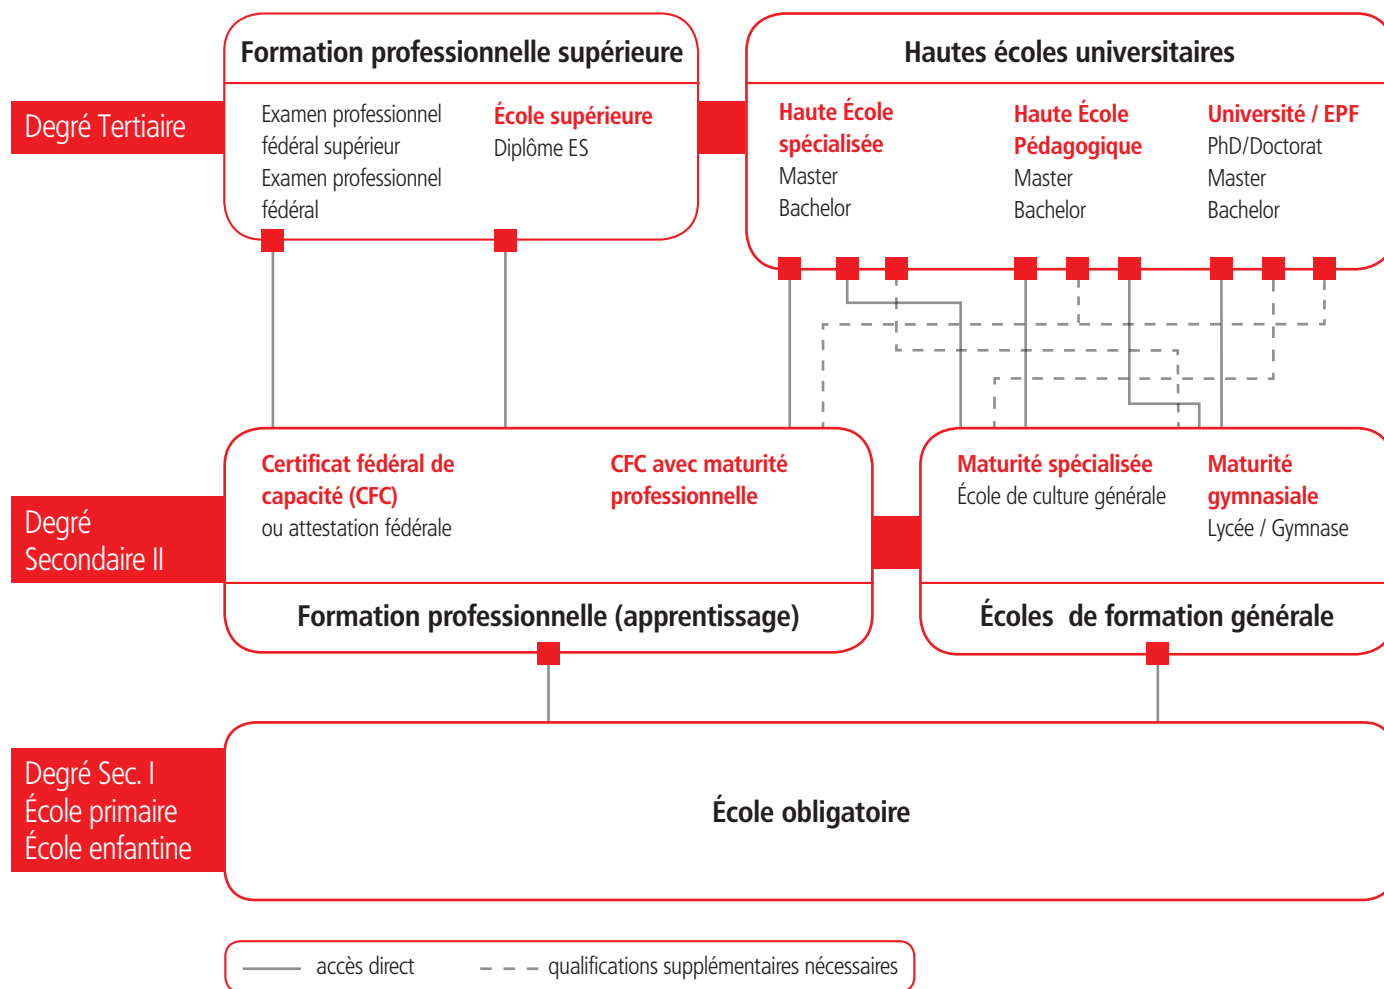 Formation professionnelle supérieure
Hautes écoles universitaires
Degré Tertiaire
Examen professionnel
fédéral supérieur
Examen professionnel
fédéral
École supérieure
Diplôme ES
Haute École
spécialisée
Master
Bachelor
Haute École
Pédagogique
Master
Bachelor
Université / EPF
PhD/Doctorat
Master
Bachelor
Degré
Secondaire II
Certificat fédéral de
capacité (CFC)
ou attestation fédérale
CFC avec maturité
professionnelle
Formation professionnelle (apprentissage)
Maturité spécialisée
École de culture générale
Maturité
gymnasiale
Lycée / Gymnase
Écoles de formation générale
Degré Sec. I
École primaire
École enfantine
École obligatoire
accès direct
qualifications supplémentaires nécessaires